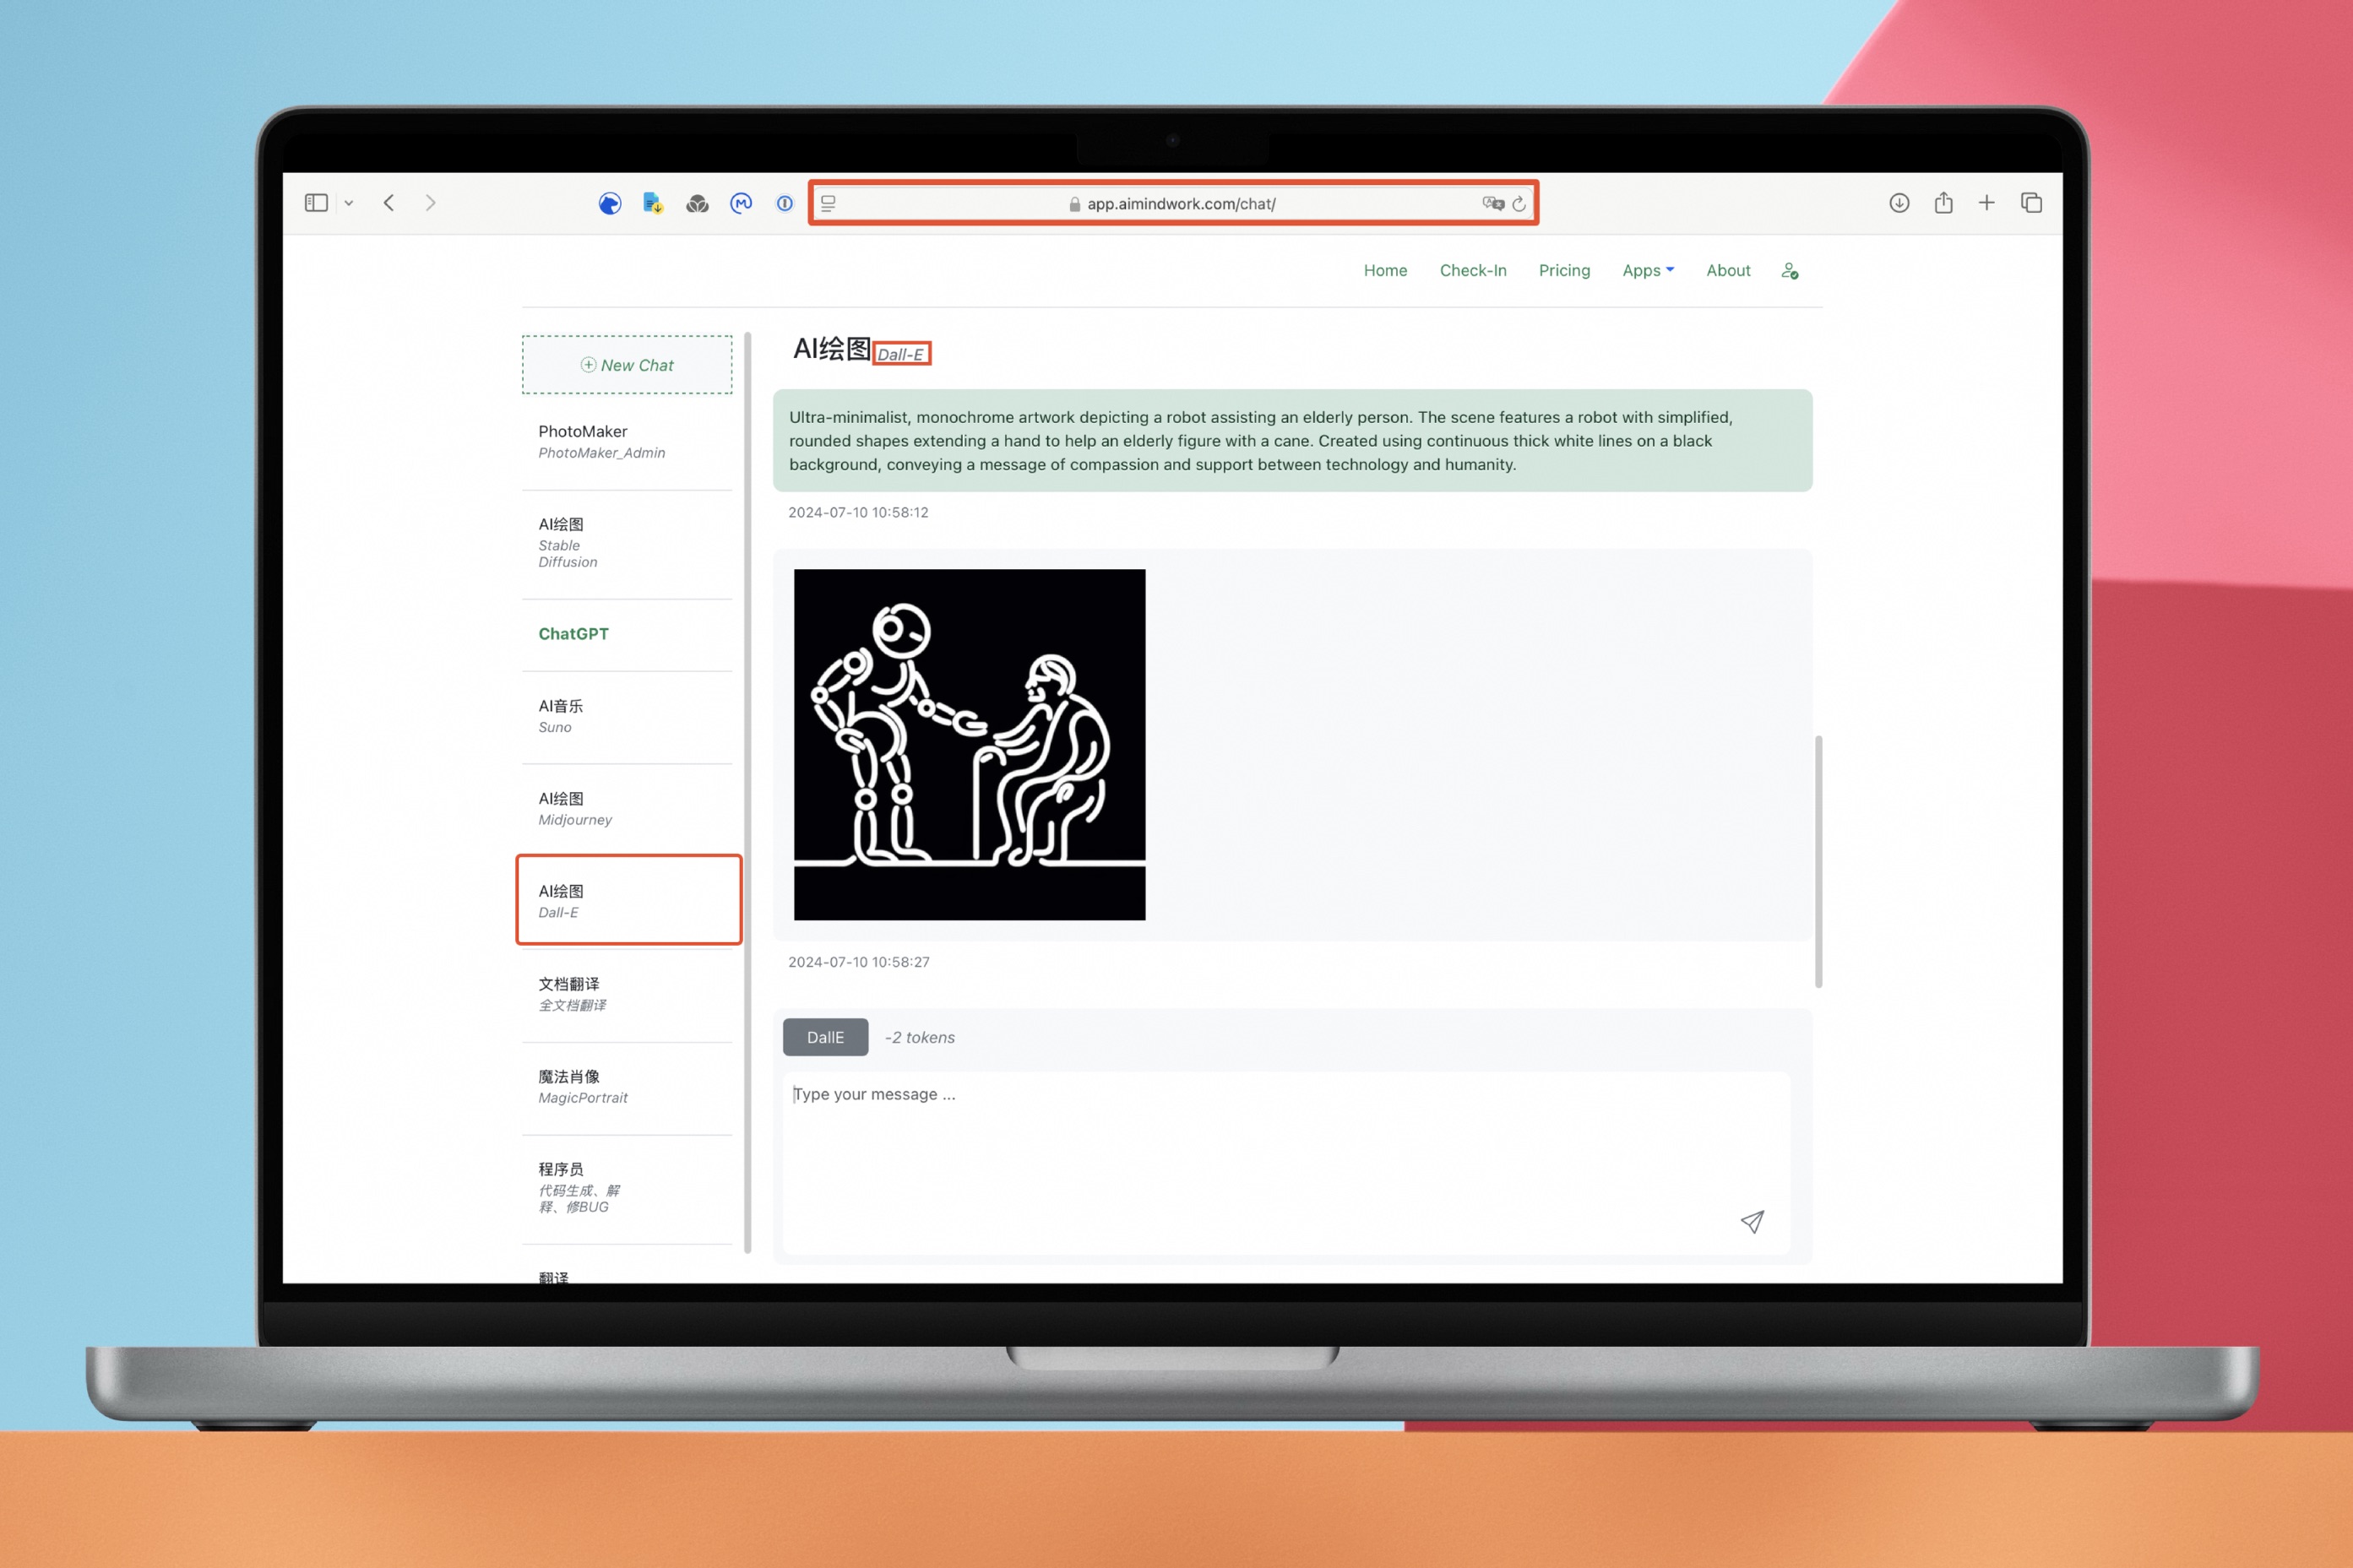 app.aimindwork.com/chat/
Home
Check-In
Pricing
Apps
About
New Chat
PhotoMaker
PhotoMaker_Admin
AI绘图
Stable
Diffusion
ChatGPT
AI音乐
Suno
AI绘图
Midjourney
AI绘图
Dall-E
文档翻译
全文档翻译
魔法肖像
MagicPortrait
程序员
代码生成、解
释、修BUG
翻译
AI绘图 Dall-E
Ultra-minimalist, monochrome artwork depicting a robot assisting an elderly person. The scene features a robot with simplified,
rounded shapes extending a hand to help an elderly figure with a cane. Created using continuous thick white lines on a black
background, conveying a message of compassion and support between technology and humanity.
2024-07-10 10:58:12
2024-07-10 10:58:27
DallE
-2 tokens
Type your message ...